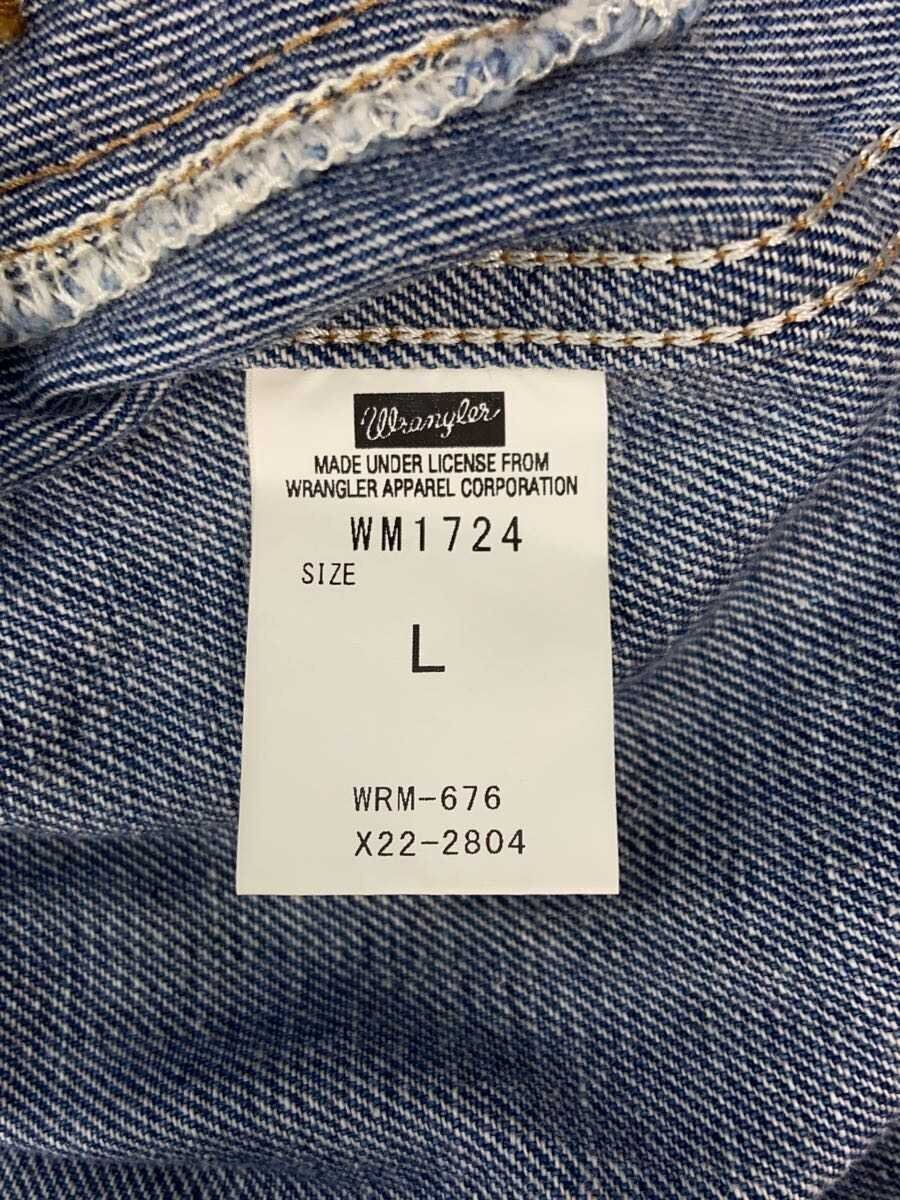 Wrangler
MADE UNDER LICENSE FROM
WRANGLER APPAREL CORPORATION
WM1724
SIZE
L
WRM-676
X22-2804